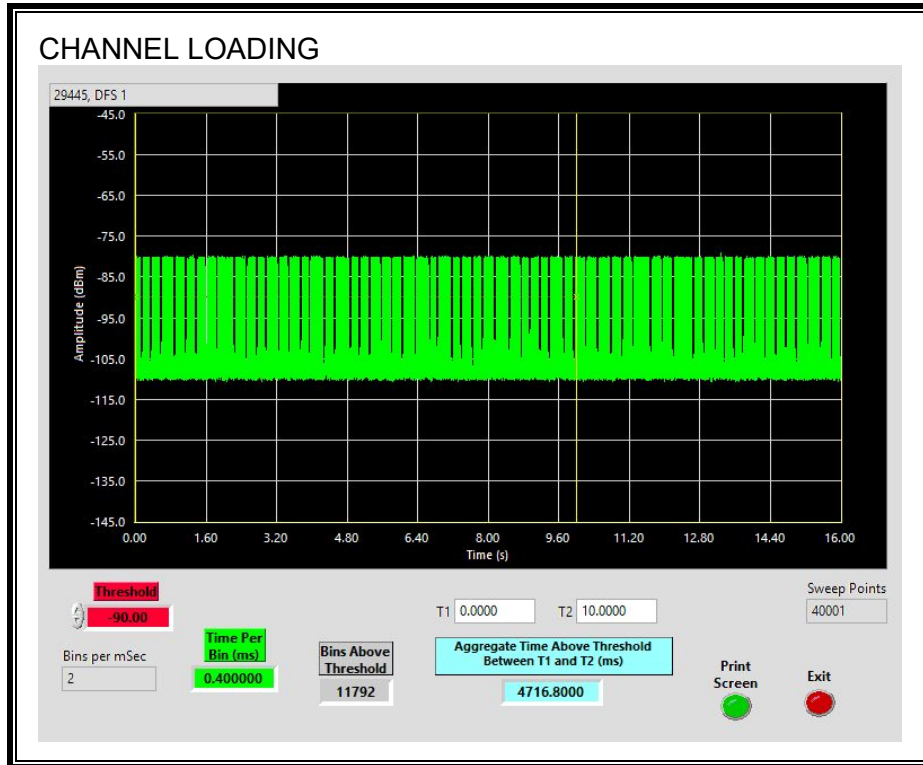 CHANNEL LOADING
29445, DFS 1
-45.0
-55.0
-65.0
-75.0
-85.0
-95.0
-105.0
-115.0
-125.0
-135.0
-145.0
Amplitude (dBm)
0.00 1.60 3.20 4.80 6.40 8.00 9.60 11.20 12.80 14.40 16.00
Time (s)
Threshold
-90.00
Bins per mSec
2
Time Per
Bin (ms)
0.400000
Bins Above
Threshold
11792
T1 0.0000 T2 10.0000
Aggregate Time Above Threshold
Between T1 and T2 (ms)
4716.8000
Sweep Points
40001
Print
Screen
Exit